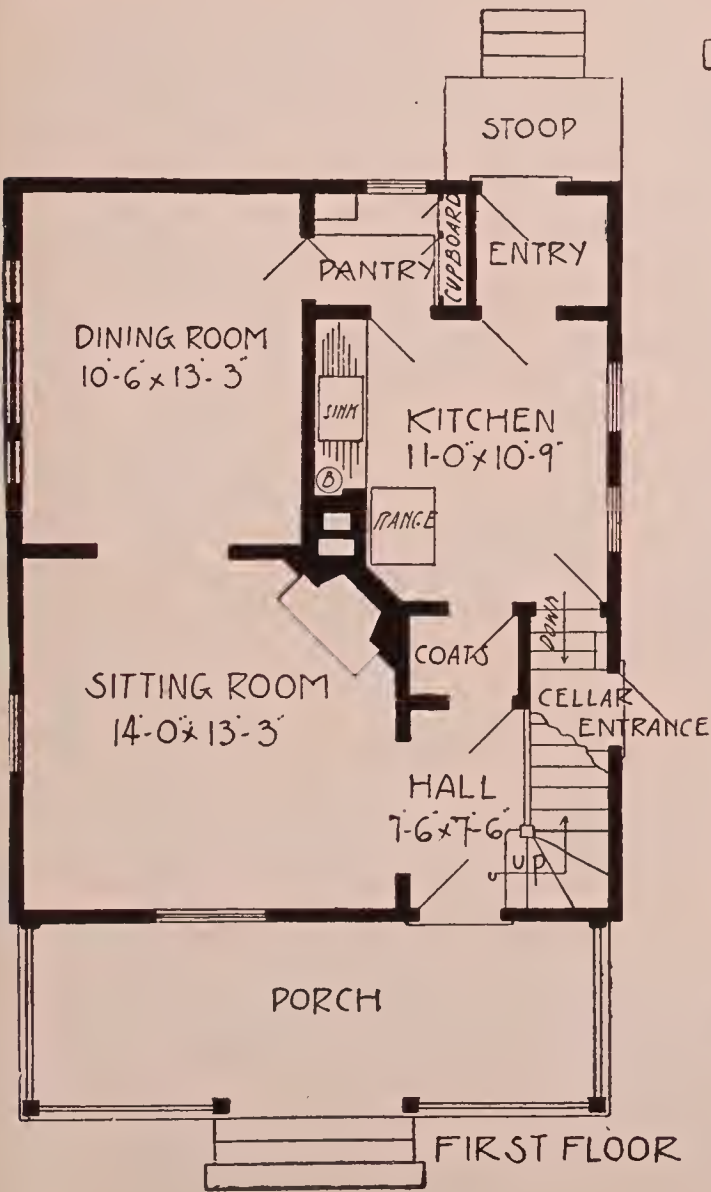 STOOP
CUPBOARD
PANTRY
ENTRY
DINING ROOM
10'-6" x 13'-3"
SINK
KITCHEN
11'-0" x 10'-9"
B
RANGE
DOWN
COATS
SITTING ROOM
14'-0" x 13'-3"
CELLAR
ENTRANCE
HALL
7'-6" x 7'-6"
UP
PORCH
FIRST FLOOR